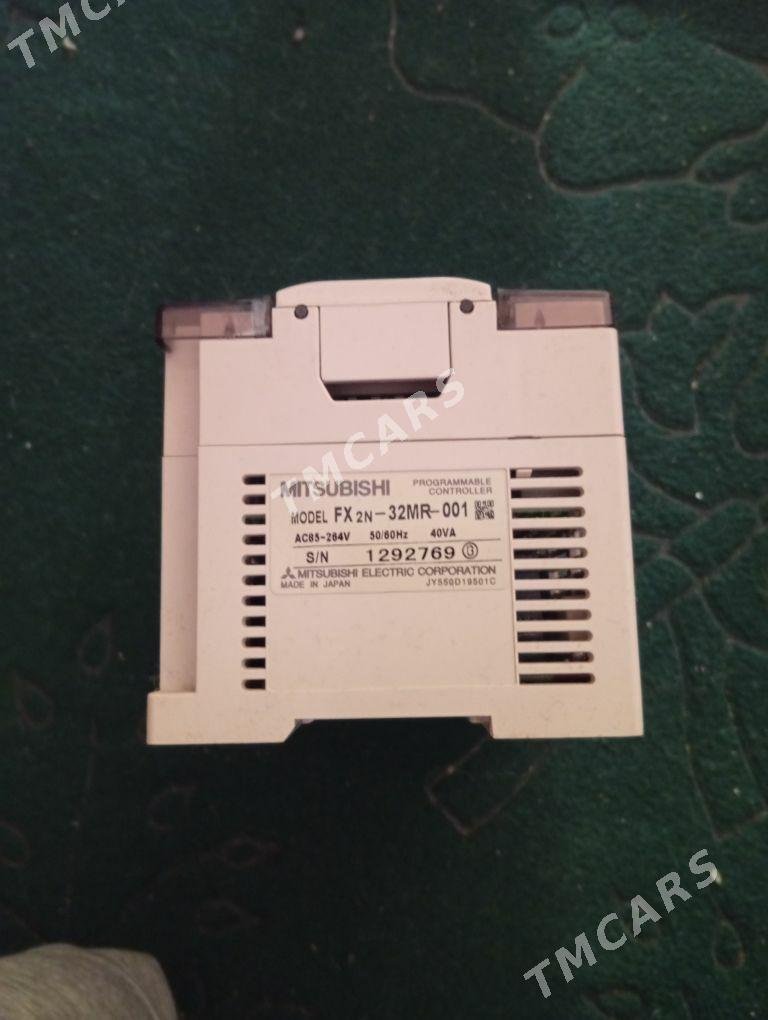 TMCARS
TMCARS
MITSUBISHI
PROGRAMMABLE
CONTROLLER
MODEL FX2N-32MR-001
AC85-264V 50/60Hz 40VA
S/N 1292769 G
MITSUBISHI ELECTRIC CORPORATION
MADE IN JAPAN JY550D19501C
TMCARS